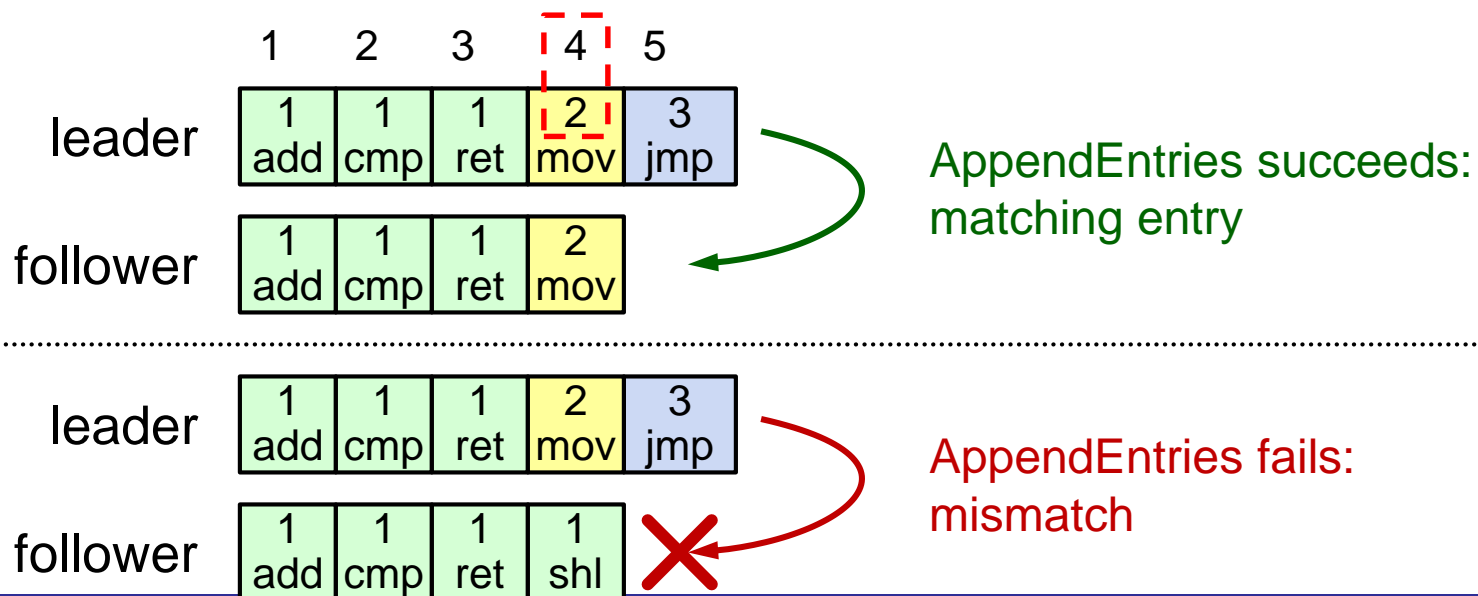 1 2 3 4 5
leader 1 1 1 2 3
add cmp ret mov jmp
AppendEntries succeeds:
matching entry
follower 1 1 1 2
add cmp ret mov
leader 1 1 1 2 3
add cmp ret mov jmp
AppendEntries fails:
mismatch
follower 1 1 1 1
add cmp ret shl